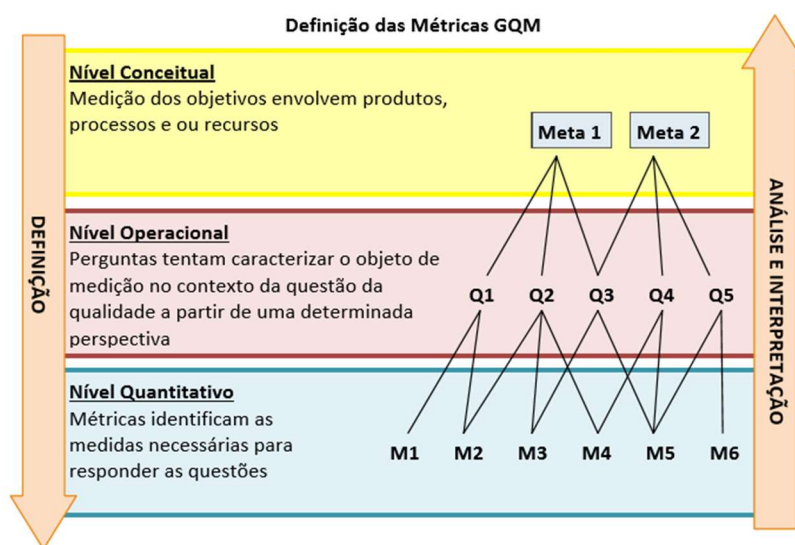 Definição das Métricas GQM
DEFINIÇÃO
Nível Conceitual
Medição dos objetivos envolvem produtos,
processos e ou recursos
Meta 1 Meta 2
Nível Operacional
Perguntas tentam caracterizar o objeto de
medição no contexto da questão da
qualidade a partir de uma determinada
perspectiva
Q1 Q2 Q3 Q4 Q5
Nível Quantitativo
Métricas identificam as
medidas necessárias para
responder as questões
M1 M2 M3 M4 M5 M6
ANÁLISE E INTERPRETAÇÃO